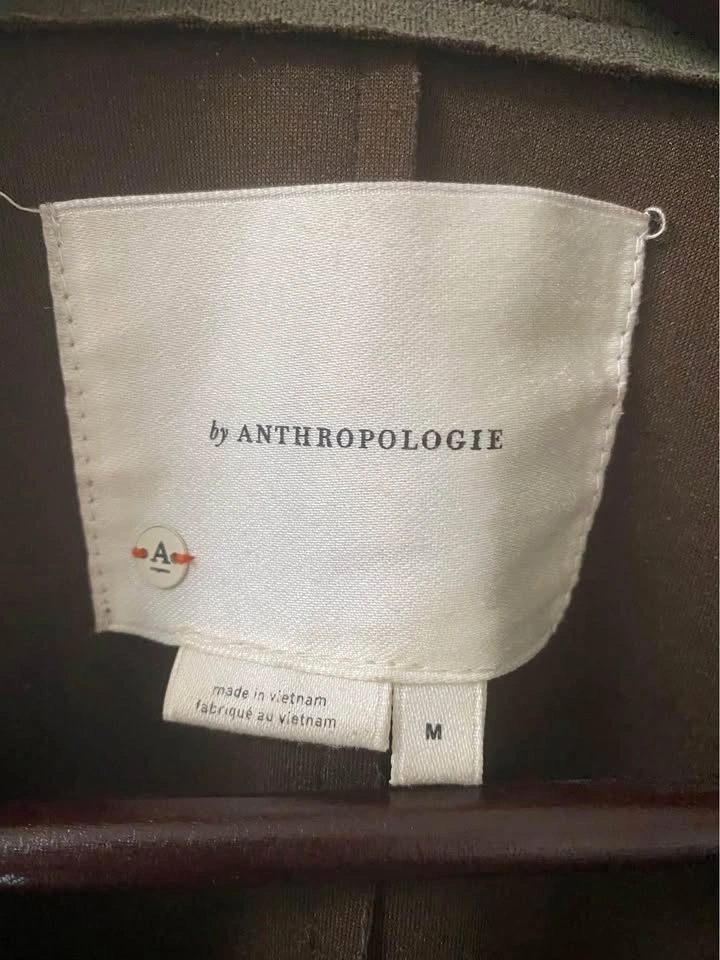 by ANTHROPOLOGIE
A
made in vietnam
fabriqué au vietnam
M